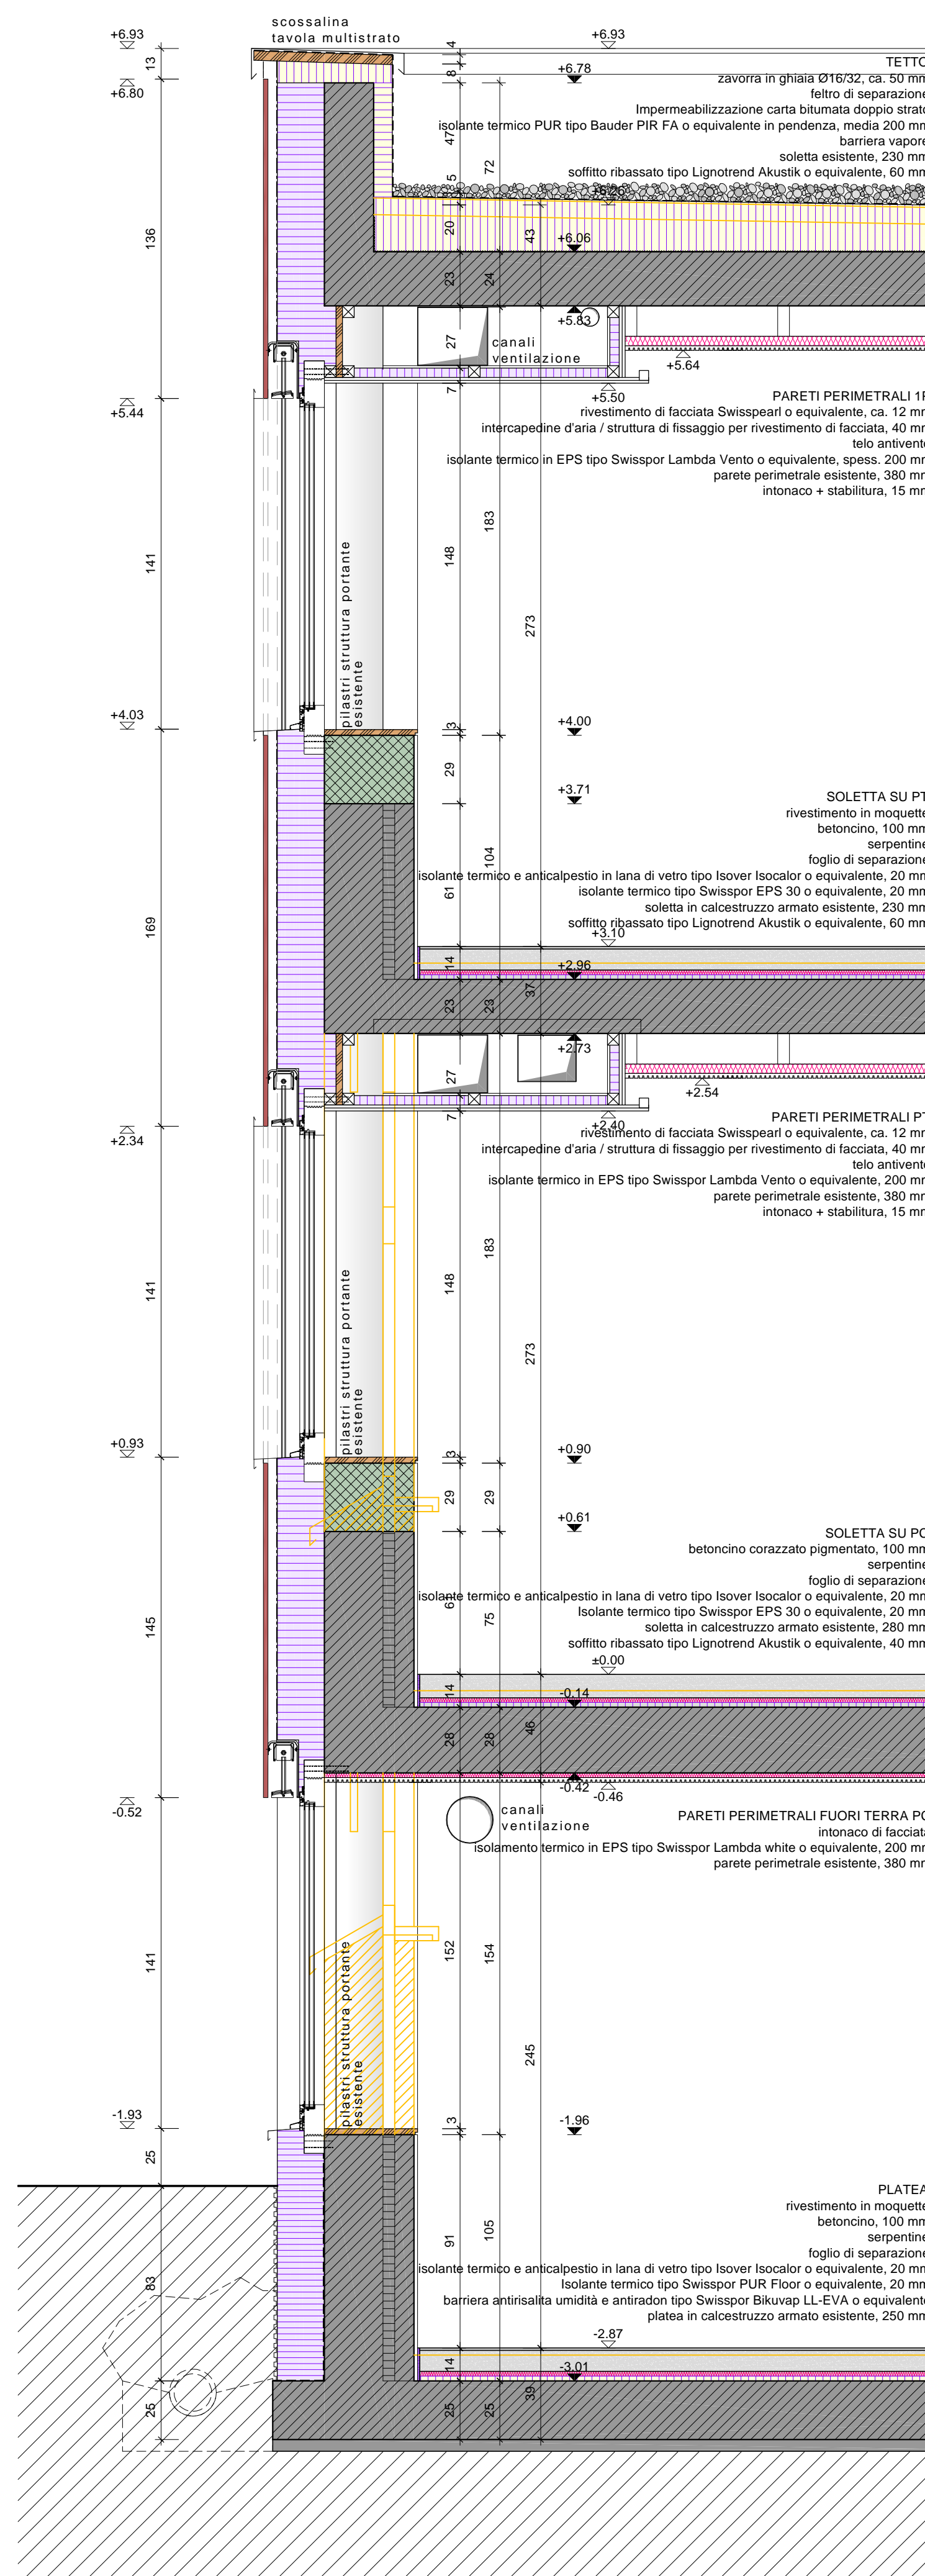 scossalina
tavola multistrato
+6.93
+6.93
4
13
8
+6.78
+6.80
TETTO:
zavorra in ghiaia Ø16/32, ca. 50 mm
feltro di separazione
Impermeabilizzazione carta bitumata doppio strato
isolante termico PUR tipo Bauder PIR FA o equivalente in pendenza, media 200 mm
barriera vapore
soletta esistente, 230 mm
soffitto ribassato tipo Lignotrend Akustik o equivalente, 60 mm
47
72
5
+6.26
136
20
43
+6.06
23
24
+5.83
27
canali
ventilazione
+5.64
7
+5.50
+5.44
PARETI PERIMETRALI 1P
rivestimento di facciata Swisspearl o equivalente, ca. 12 mm
intercapedine d'aria / struttura di fissaggio per rivestimento di facciata, 40 mm
telo antivento
isolante termico in EPS tipo Swisspor Lambda Vento o equivalente, spess. 200 mm
parete perimetrale esistente, 380 mm
intonaco + stabilitura, 15 mm
141
148
183
273
pilastri struttura portante
esistente
+4.03
3
+4.00
29
+3.71
SOLETTA SU PT
rivestimento in moquette
betoncino, 100 mm
serpentine
foglio di separazione
isolante termico e anticalpestio in lana di vetro tipo Isover Isocalor o equivalente, 20 mm
isolante termico tipo Swisspor EPS 30 o equivalente, 20 mm
soletta in calcestruzzo armato esistente, 230 mm
soffitto ribassato tipo Lignotrend Akustik o equivalente, 60 mm
104
61
169
+3.10
14
+2.96
37
23
23
+2.73
27
+2.54
7
+2.40
+2.34
PARETI PERIMETRALI PT
rivestimento di facciata Swisspearl o equivalente, ca. 12 mm
intercapedine d'aria / struttura di fissaggio per rivestimento di facciata, 40 mm
telo antivento
isolante termico in EPS tipo Swisspor Lambda Vento o equivalente, 200 mm
parete perimetrale esistente, 380 mm
intonaco + stabilitura, 15 mm
141
148
183
273
pilastri struttura portante
esistente
+0.93
3
+0.90
29
29
+0.61
SOLETTA SU PC
betoncino corazzato pigmentato, 100 mm
serpentine
foglio di separazione
isolante termico e anticalpestio in lana di vetro tipo Isover Isocalor o equivalente, 20 mm
Isolante termico tipo Swisspor EPS 30 o equivalente, 20 mm
soletta in calcestruzzo armato esistente, 280 mm
soffitto ribassato tipo Lignotrend Akustik o equivalente, 40 mm
61
75
145
±0.00
14
-0.14
46
28
28
-0.42
-0.46
-0.52
canali
ventilazione
PARETI PERIMETRALI FUORI TERRA PC
intonaco di facciata
isolamento termico in EPS tipo Swisspor Lambda white o equivalente, 200 mm
parete perimetrale esistente, 380 mm
141
152
154
245
pilastri struttura portante
esistente
-1.93
3
-1.96
25
PLATEA
rivestimento in moquette
betoncino, 100 mm
serpentine
foglio di separazione
isolante termico e anticalpestio in lana di vetro tipo Isover Isocalor o equivalente, 20 mm
Isolante termico tipo Swisspor PUR Floor o equivalente, 20 mm
barriera antirisalita umidità e antiradon tipo Swisspor Bikuvap LL-EVA o equivalente
platea in calcestruzzo armato esistente, 250 mm
91
105
83
-2.87
14
-3.01
39
25
25
25